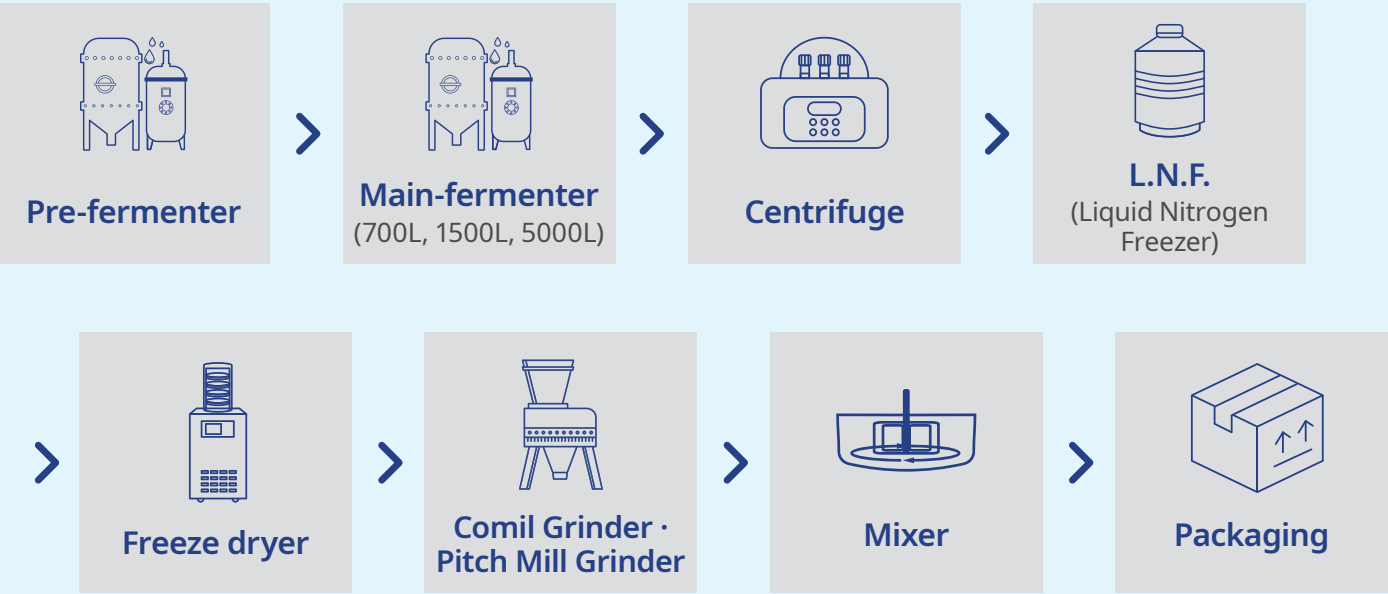 Pre-fermenter
Main-fermenter
(700L, 1500L, 5000L)
Centrifuge
L.N.F.
(Liquid Nitrogen
Freezer)
Freeze dryer
Comil Grinder ·
Pitch Mill Grinder
Mixer
Packaging